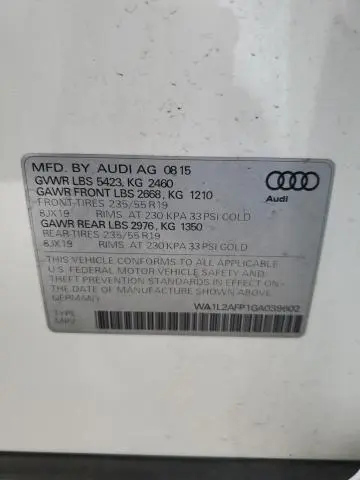 MFD. BY AUDI AG 08 15
GVWR LBS 5423, KG 2460
GAWR FRONT LBS 2668, KG 1210
FRONT-TIRES 235/55 R19
8JX19 RIMS AT 230 KPA 33 PSI COLD
GAWR REAR LBS 2976, KG 1350
REAR-TIRES 235/55 R19
8JX19 RIMS AT 230 KPA 33 PSI COLD
THIS VEHICLE CONFORMS TO ALL APPLICABLE
U.S. FEDERAL MOTOR VEHICLE SAFETY AND
THEFT PREVENTION STANDARDS IN EFFECT ON
THE DATE OF MANUFACTURE SHOWN ABOVE.
GERMANY WA1L2AFP1GA039602
TYPE
MPV
Audi